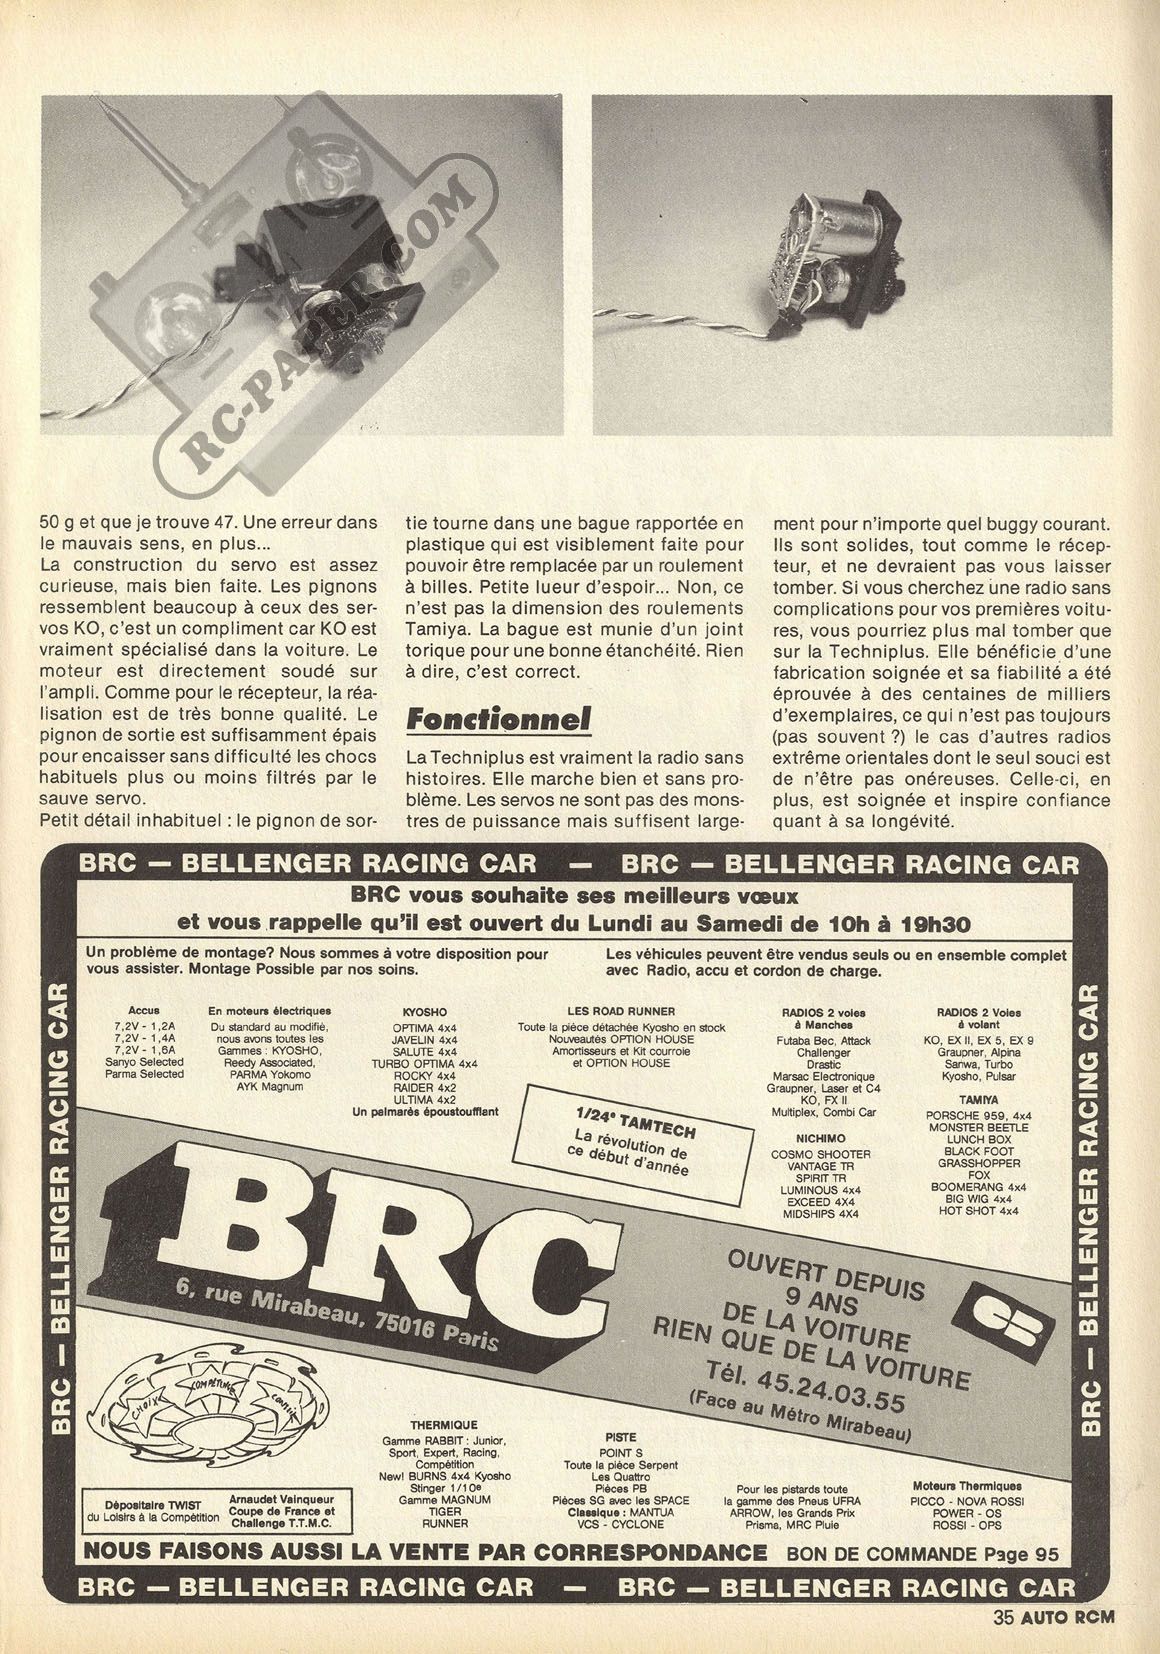 RC-PAPER.COM
50 g et que je trouve 47. Une erreur dans
le mauvais sens, en plus...
La construction du servo est assez
curieuse, mais bien faite. Les pignons
ressemblent beaucoup à ceux des ser-
vos KO, c'est un compliment car KO est
vraiment spécialisé dans la voiture. Le
moteur est directement soudé sur
l'ampli. Comme pour le récepteur, la réa-
lisation est de très bonne qualité. Le
pignon de sortie est suffisamment épais
pour encaisser sans difficulté les chocs
habituels plus ou moins filtrés par le
sauve servo.
Petit détail inhabituel : le pignon de sor-
tie tourne dans une bague rapportée en
plastique qui est visiblement faite pour
pouvoir être remplacée par un roulement
à billes. Petite lueur d'espoir... Non, ce
n'est pas la dimension des roulements
Tamiya. La bague est munie d'un joint
torique pour une bonne étanchéité. Rien
à dire, c'est correct.
Fonctionnel
La Techniplus est vraiment la radio sans
histoires. Elle marche bien et sans pro-
blème. Les servos ne sont pas des mons-
tres de puissance mais suffisent large-
ment pour n'importe quel buggy courant.
Ils sont solides, tout comme le récep-
teur, et ne devraient pas vous laisser
tomber. Si vous cherchez une radio sans
complications pour vos premières voitu-
res, vous pourriez plus mal tomber que
sur la Techniplus. Elle bénéficie d'une
fabrication soignée et sa fiabilité a été
éprouvée à des centaines de milliers
d'exemplaires, ce qui n'est pas toujours
(pas souvent ?) le cas d'autres radios
extrême orientales dont le seul souci est
de n'être pas onéreuses. Celle-ci, en
plus, est soignée et inspire confiance
quant à sa longévité.
BRC — BELLENGER RACING CAR — BRC — BELLENGER RACING CAR
BRC — BELLENGER RACING CAR
BRC — BELLENGER RACING CAR
BRC vous souhaite ses meilleurs vœux
et vous rappelle qu'il est ouvert du Lundi au Samedi de 10h à 19h30
Un problème de montage? Nous sommes à votre disposition pour
vous assister. Montage Possible par nos soins.
Les véhicules peuvent être vendus seuls ou en ensemble complet
avec Radio, accu et cordon de charge.
Accus
7,2V - 1,2A
7,2V - 1,4A
7,2V - 1,6A
Sanyo Selected
Parma Selected
En moteurs électriques
Du standard au modifié,
nous avons toutes les
Gammes : KYOSHO,
Reedy Associated,
PARMA Yokomo
AYK Magnum
KYOSHO
OPTIMA 4x4
JAVELIN 4x4
SALUTE 4x4
TURBO OPTIMA 4x4
ROCKY 4x4
RAIDER 4x2
ULTIMA 4x2
Un palmarès époustouflant
LES ROAD RUNNER
Toute la pièce détachée Kyosho en stock
Nouveautés OPTION HOUSE
Amortisseurs et Kit courroie
et OPTION HOUSE
RADIOS 2 voies
à Manches
Futaba Bec, Attack
Challenger
Drastic
Marsac Electronique
Graupner, Laser et C4
KO, FX II
Multiplex, Combi Car
NICHIMO
COSMO SHOOTER
VANTAGE TR
SPIRIT TR
LUMINOUS 4x4
EXCEED 4X4
MIDSHIPS 4X4
RADIOS 2 Voies
à volant
KO, EX II, EX 5, EX 9
Graupner, Alpina
Sanwa, Turbo
Kyosho, Pulsar
TAMIYA
PORSCHE 959, 4x4
MONSTER BEETLE
LUNCH BOX
BLACK FOOT
GRASSHOPPER
FOX
BOOMERANG 4x4
BIG WIG 4x4
HOT SHOT 4x4
1/24e TAMTECH
La révolution de
ce début d'année
BRC
6, rue Mirabeau, 75016 Paris
OUVERT DEPUIS
9 ANS
DE LA VOITURE
RIEN QUE DE LA VOITURE
Tél. 45.24.03.55
(Face au Métro Mirabeau)
CB
CHOIX
COMPÉTENCE
CONSEIL
Dépositaire TWIST
du Loisirs à la Compétition
Arnaudet Vainqueur
Coupe de France et
Challenge T.T.M.C.
THERMIQUE
Gamme RABBIT : Junior,
Sport, Expert, Racing,
Compétition
New! BURNS 4x4 Kyosho
Stinger 1/10e
Gamme MAGNUM
TIGER
RUNNER
PISTE
POINT S
Toute la pièce Serpent
Les Quattro
Pièces PB
Pièces SG avec les SPACE
Classique : MANTUA
VCS - CYCLONE
Pour les pistards toute
la gamme des Pneus UFRA
ARROW, les Grands Prix
Prisma, MRC Pluie
Moteurs Thermiques
PICCO - NOVA ROSSI
POWER - OS
ROSSI - OPS
NOUS FAISONS AUSSI LA VENTE PAR CORRESPONDANCE BON DE COMMANDE Page 95
BRC — BELLENGER RACING CAR — BRC — BELLENGER RACING CAR
35 AUTO RCM